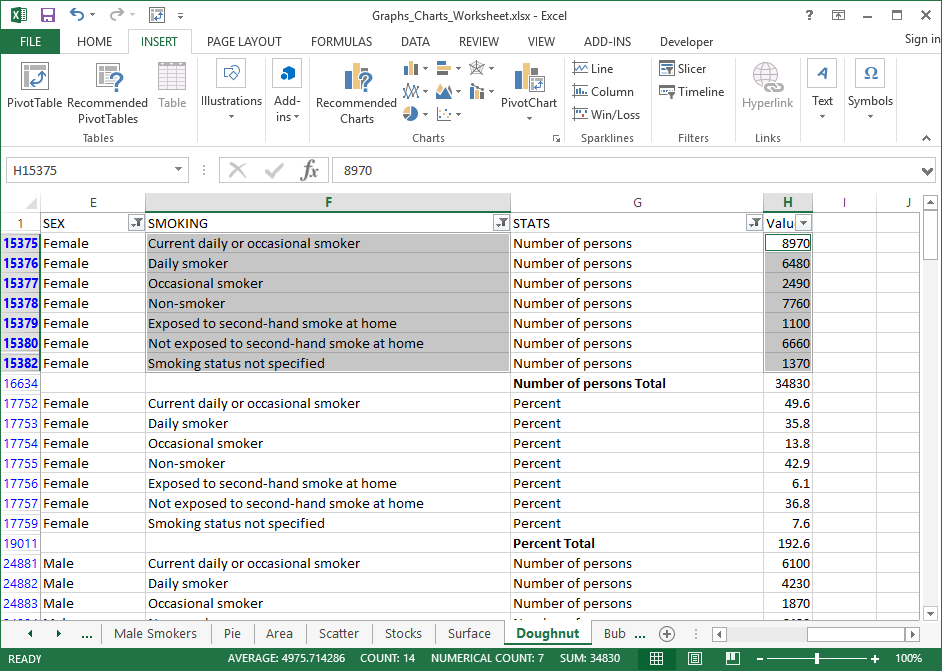 Graphs_Charts_Worksheet.xlsx - Excel
?
FILE HOME INSERT PAGE LAYOUT FORMULAS DATA REVIEW VIEW ADD-INS Developer Sign in
PivotTable Recommended PivotTables Table Illustrations Add-ins Recommended Charts PivotChart Line Column Win/Loss Slicer Timeline Hyperlink Text Symbols
Tables Charts Sparklines Filters Links
H15375 fx 8970
E F G H I J
1 SEX SMOKING STATS Valu
15375 Female Current daily or occasional smoker Number of persons 8970
15376 Female Daily smoker Number of persons 6480
15377 Female Occasional smoker Number of persons 2490
15378 Female Non-smoker Number of persons 7760
15379 Female Exposed to second-hand smoke at home Number of persons 1100
15380 Female Not exposed to second-hand smoke at home Number of persons 6660
15382 Female Smoking status not specified Number of persons 1370
16634 Number of persons Total 34830
17752 Female Current daily or occasional smoker Percent 49.6
17753 Female Daily smoker Percent 35.8
17754 Female Occasional smoker Percent 13.8
17755 Female Non-smoker Percent 42.9
17756 Female Exposed to second-hand smoke at home Percent 6.1
17757 Female Not exposed to second-hand smoke at home Percent 36.8
17759 Female Smoking status not specified Percent 7.6
19011 Percent Total 192.6
24881 Male Current daily or occasional smoker Number of persons 6100
24882 Male Daily smoker Number of persons 4230
24883 Male Occasional smoker Number of persons 1870
... Male Smokers Pie Area Scatter Stocks Surface Doughnut Bub ...
READY AVERAGE: 4975.714286 COUNT: 14 NUMERICAL COUNT: 7 SUM: 34830 100%